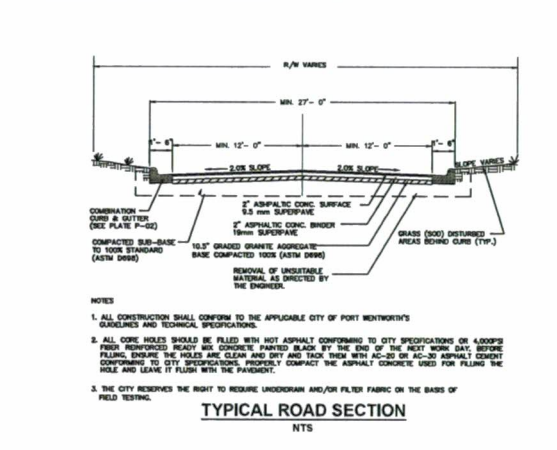 R/W VARIES
MIN. 27'- 0"
1'- 6"
MIN. 12'- 0"
MIN. 12'- 0"
1'- 6"
2.0% SLOPE
2.0% SLOPE
SLOPE VARIES
2" ASHPALTIC CONC. SURFACE
9.5 mm SUPERPAVE
COMBINATION
CURB & GUTTER
(SEE PLATE P-02)
2" ASPHALTIC CONC. BINDER
19mm SUPERPAVE
GRASS (SOD) DISTURBED
AREAS BEHIND CURB (TYP.)
COMPACTED SUB-BASE
TO 100% STANDARD
(ASTM D698)
10.5" GRADED GRANITE AGGREGATE
BASE COMPACTED 100% (ASTM D698)
REMOVAL OF UNSUITABLE
MATERIAL AS DIRECTED BY
THE ENGINEER.
NOTES
1. ALL CONSTRUCTION SHALL CONFORM TO THE APPLICABLE CITY OF PORT WENTWORTH'S
GUIDELINES AND TECHNICAL SPECIFICATIONS.
2. ALL CORE HOLES SHOULD BE FILLED WITH HOT ASPHALT CONFORMING TO CITY SPECIFICATIONS OR 4,000PSI
FIBER REINFORCED READY MIX CONCRETE PAINTED BLACK BY THE END OF THE NEXT WORK DAY. BEFORE
FILLING, ENSURE THE HOLES ARE CLEAN AND DRY AND TACK THEM WITH AC-20 OR AC-30 ASPHALT CEMENT
CONFORMING TO CITY SPECIFICATIONS. PROPERLY COMPACT THE ASPHALT CONCRETE USED FOR FILLING THE
HOLE AND LEAVE IT FLUSH WITH THE PAVEMENT.
3. THE CITY RESERVES THE RIGHT TO REQUIRE UNDERDRAIN AND/OR FILTER FABRIC ON THE BASIS OF
FIELD TESTING.
TYPICAL ROAD SECTION
NTS